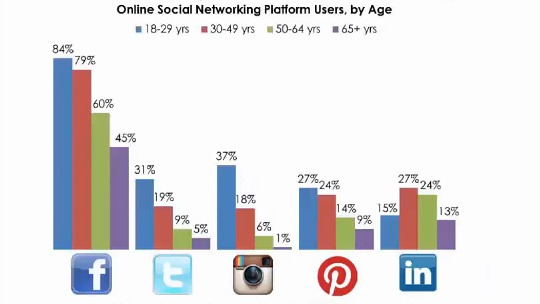 Online Social Networking Platform Users, by Age
18-29 yrs 30-49 yrs 50-64 yrs 65+ yrs
84% 79% 60% 45%
31% 19% 9% 5%
37% 18% 6% 1%
27% 24% 14% 9%
15% 27% 24% 13%
f t in